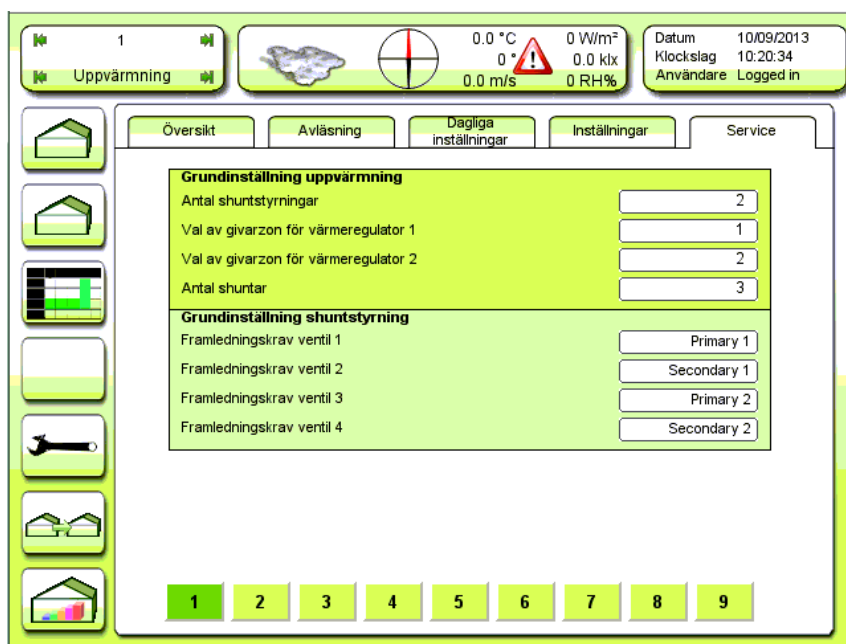 1
Uppvärmning
0.0 °C
0 °
0.0 m/s
0 W/m²
0.0 klx
0 RH%
Datum 10/09/2013
Klockslag 10:20:34
Användare Logged in
Översikt
Avläsning
Dagliga
inställningar
Inställningar
Service
Grundinställning uppvärmning
Antal shuntstyrningar 2
Val av givarzon för värmeregulator 1 1
Val av givarzon för värmeregulator 2 2
Antal shuntar 3
Grundinställning shuntstyrning
Framledningskrav ventil 1 Primary 1
Framledningskrav ventil 2 Secondary 1
Framledningskrav ventil 3 Primary 2
Framledningskrav ventil 4 Secondary 2
1 2 3 4 5 6 7 8 9